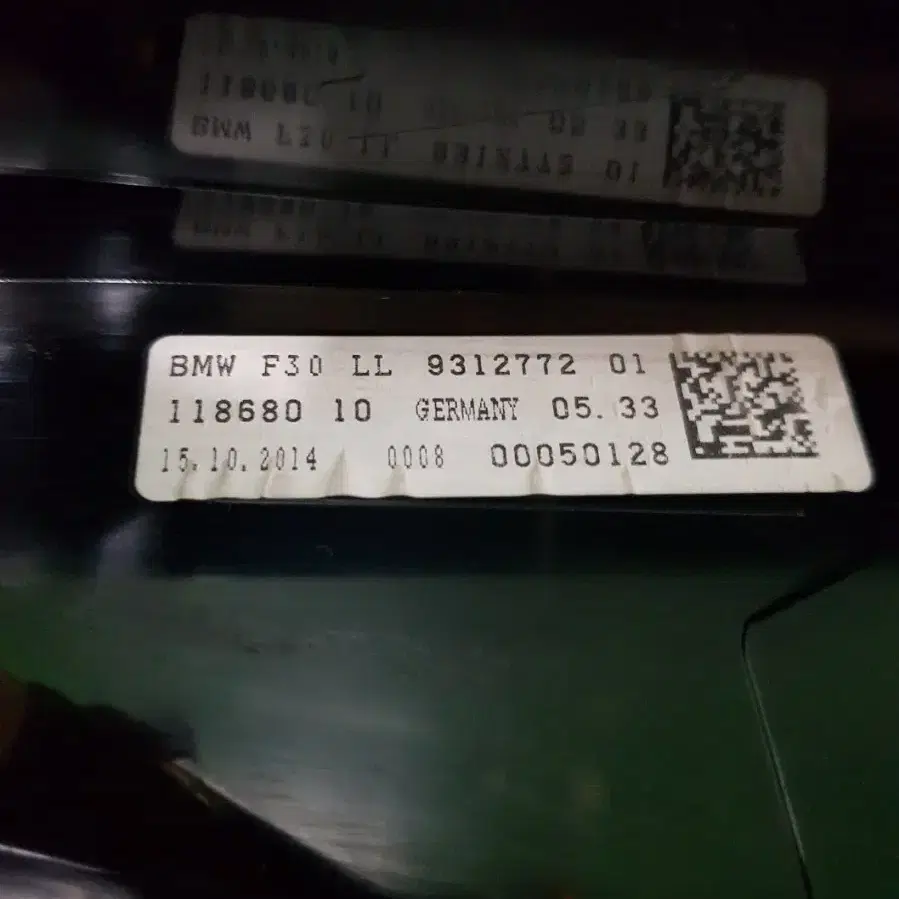 BMW F30 LL 9312772 01
118680 10 GERMANY 05.33
15.10.2014 0008 00050128